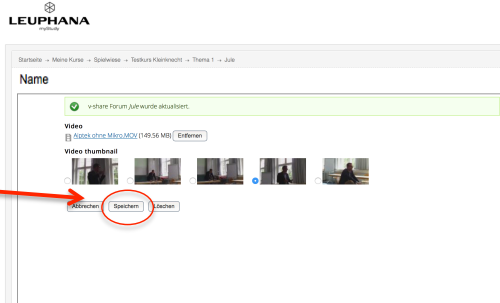 LEUPHANA
myStudy
Startseite → Meine Kurse → Spielwiese → Testkurs Kleinknecht → Thema 1 → Jule
Name
v-share Forum Jule wurde aktualisiert.
Video
Aiptek ohne Mikro.MOV (149.56 MB) Entfernen
Video thumbnail
Abbrechen Speichern Löschen